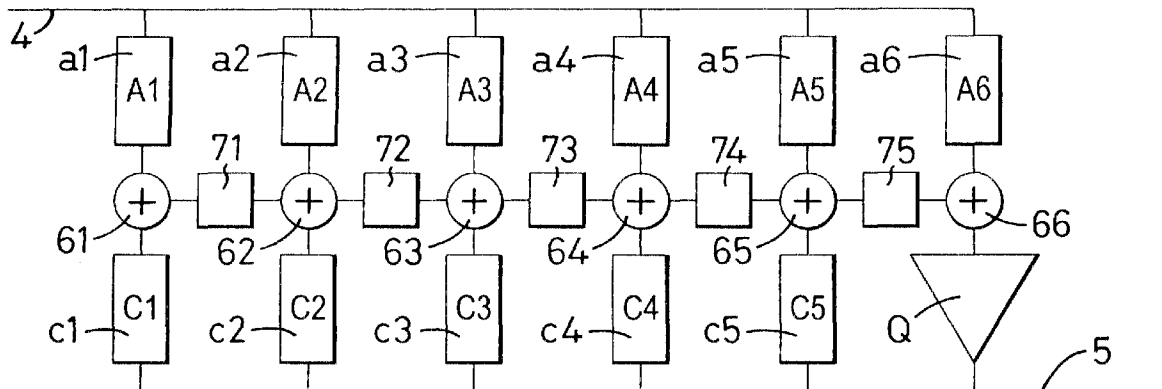 4
a1 a2 a3 a4 a5 a6
A1 A2 A3 A4 A5 A6
71 72 73 74 75
+ + + + + +
61 62 63 64 65 66
C1 C2 C3 C4 C5
c1 c2 c3 c4 c5 Q
5